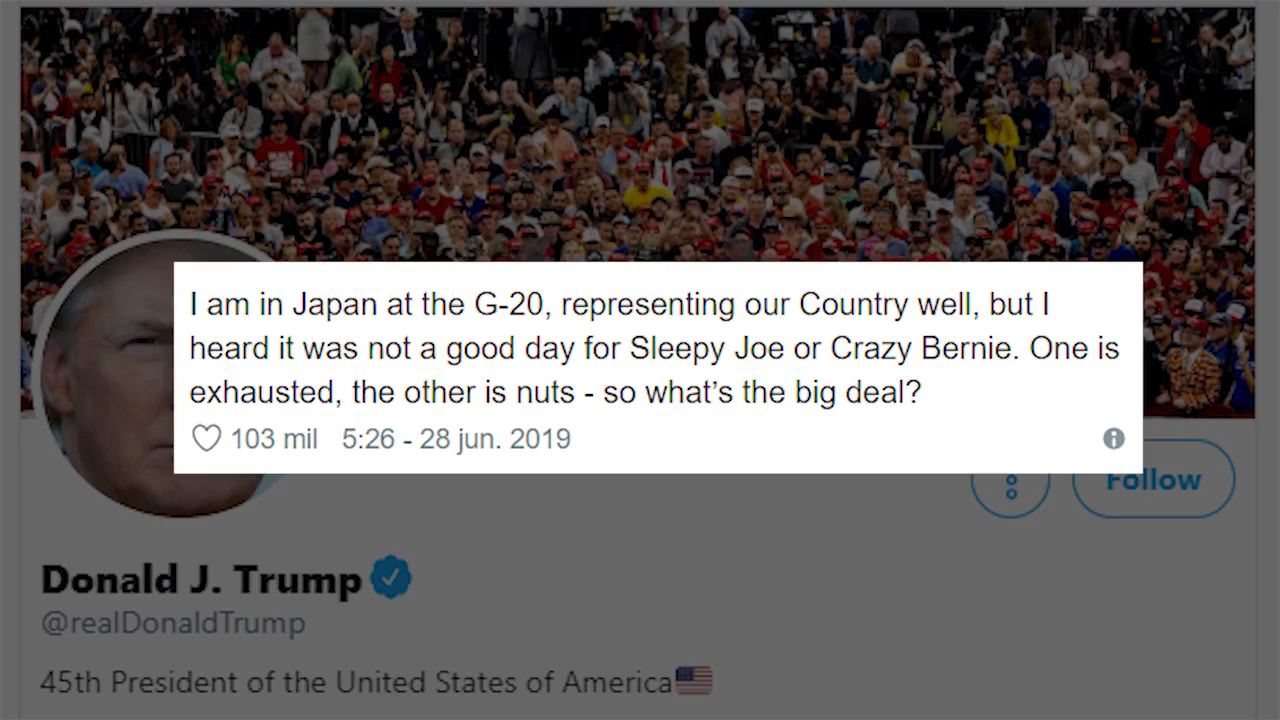 I am in Japan at the G-20, representing our Country well, but I
heard it was not a good day for Sleepy Joe or Crazy Bernie. One is
exhausted, the other is nuts - so what’s the big deal?
103 mil 5:26 - 28 jun. 2019
Follow
Donald J. Trump
@realDonaldTrump
45th President of the United States of America